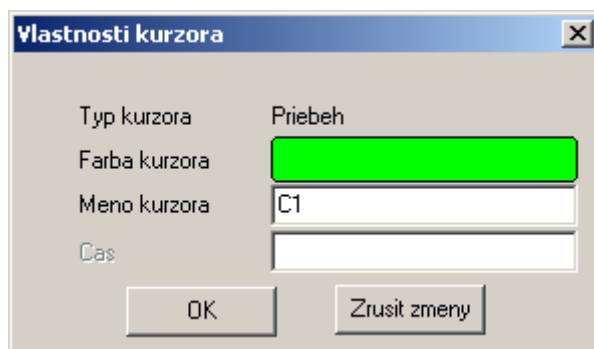 Vlastnosti kurzora
Typ kurzora Priebeh
Farba kurzora
Meno kurzora C1
Cas
OK Zrusit zmeny